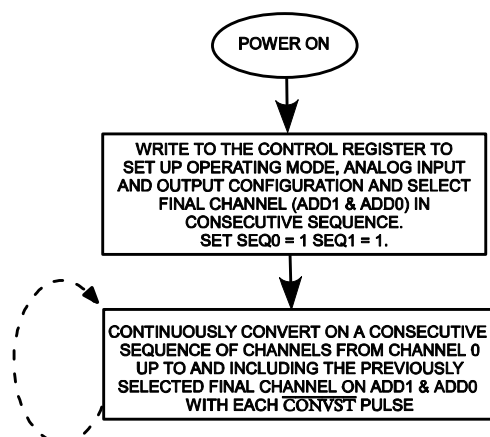 POWER ON
WRITE TO THE CONTROL REGISTER TO
SET UP OPERATING MODE, ANALOG INPUT
AND OUTPUT CONFIGURATION AND SELECT
FINAL CHANNEL (ADD1 & ADD0) IN
CONSECUTIVE SEQUENCE.
SET SEQ0 = 1 SEQ1 = 1.
CONTINUOUSLY CONVERT ON A CONSECUTIVE
SEQUENCE OF CHANNELS FROM CHANNEL 0
UP TO AND INCLUDING THE PREVIOUSLY
SELECTED FINAL CHANNEL ON ADD1 & ADD0
WITH EACH CONVST PULSE